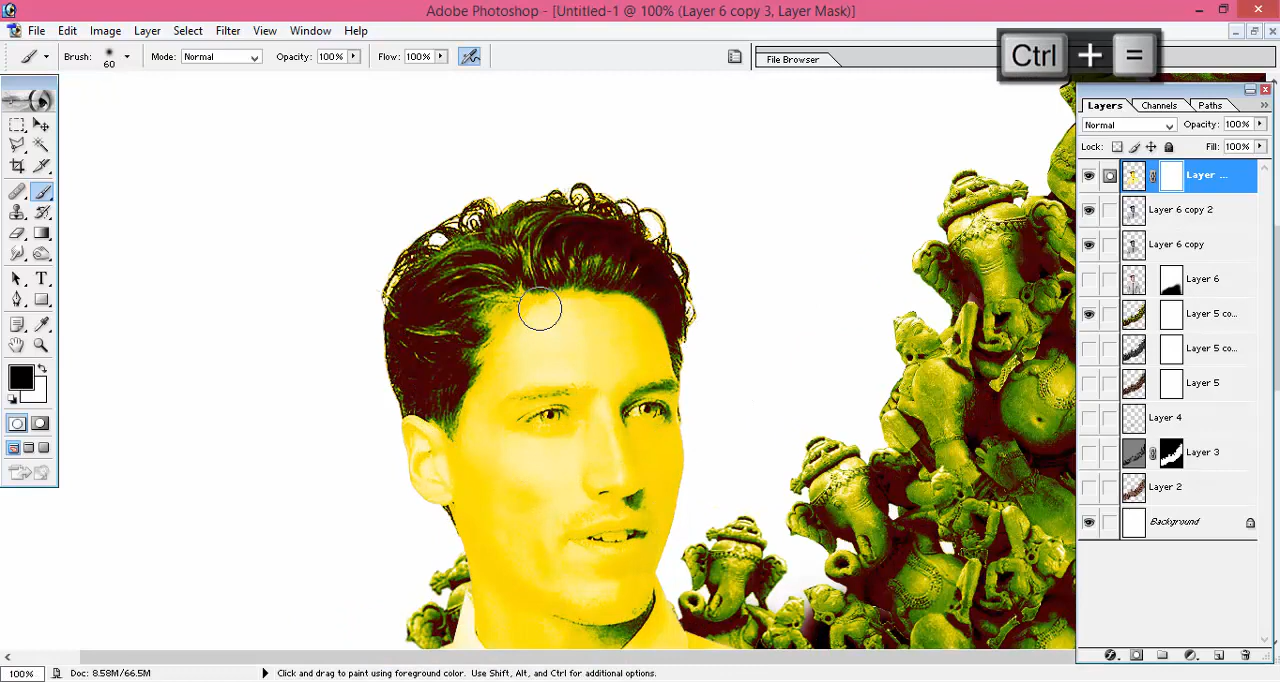 Adobe Photoshop - [Untitled-1 @ 100% (Layer 6 copy 3, Layer Mask)]
File Edit Image Layer Select Filter View Window Help
Brush: 60 Mode: Normal Opacity: 100% Flow: 100% File Browser
Ctrl + =
Layers Channels Paths
Normal Opacity: 100%
Lock: Fill: 100%
Layer ...
Layer 6 copy 2
Layer 6 copy
Layer 6
Layer 5 co...
Layer 5 co...
Layer 5
Layer 4
Layer 3
Layer 2
Background
100% Doc: 8.58M/66.5M Click and drag to paint using foreground color. Use Shift, Alt, and Ctrl for additional options.